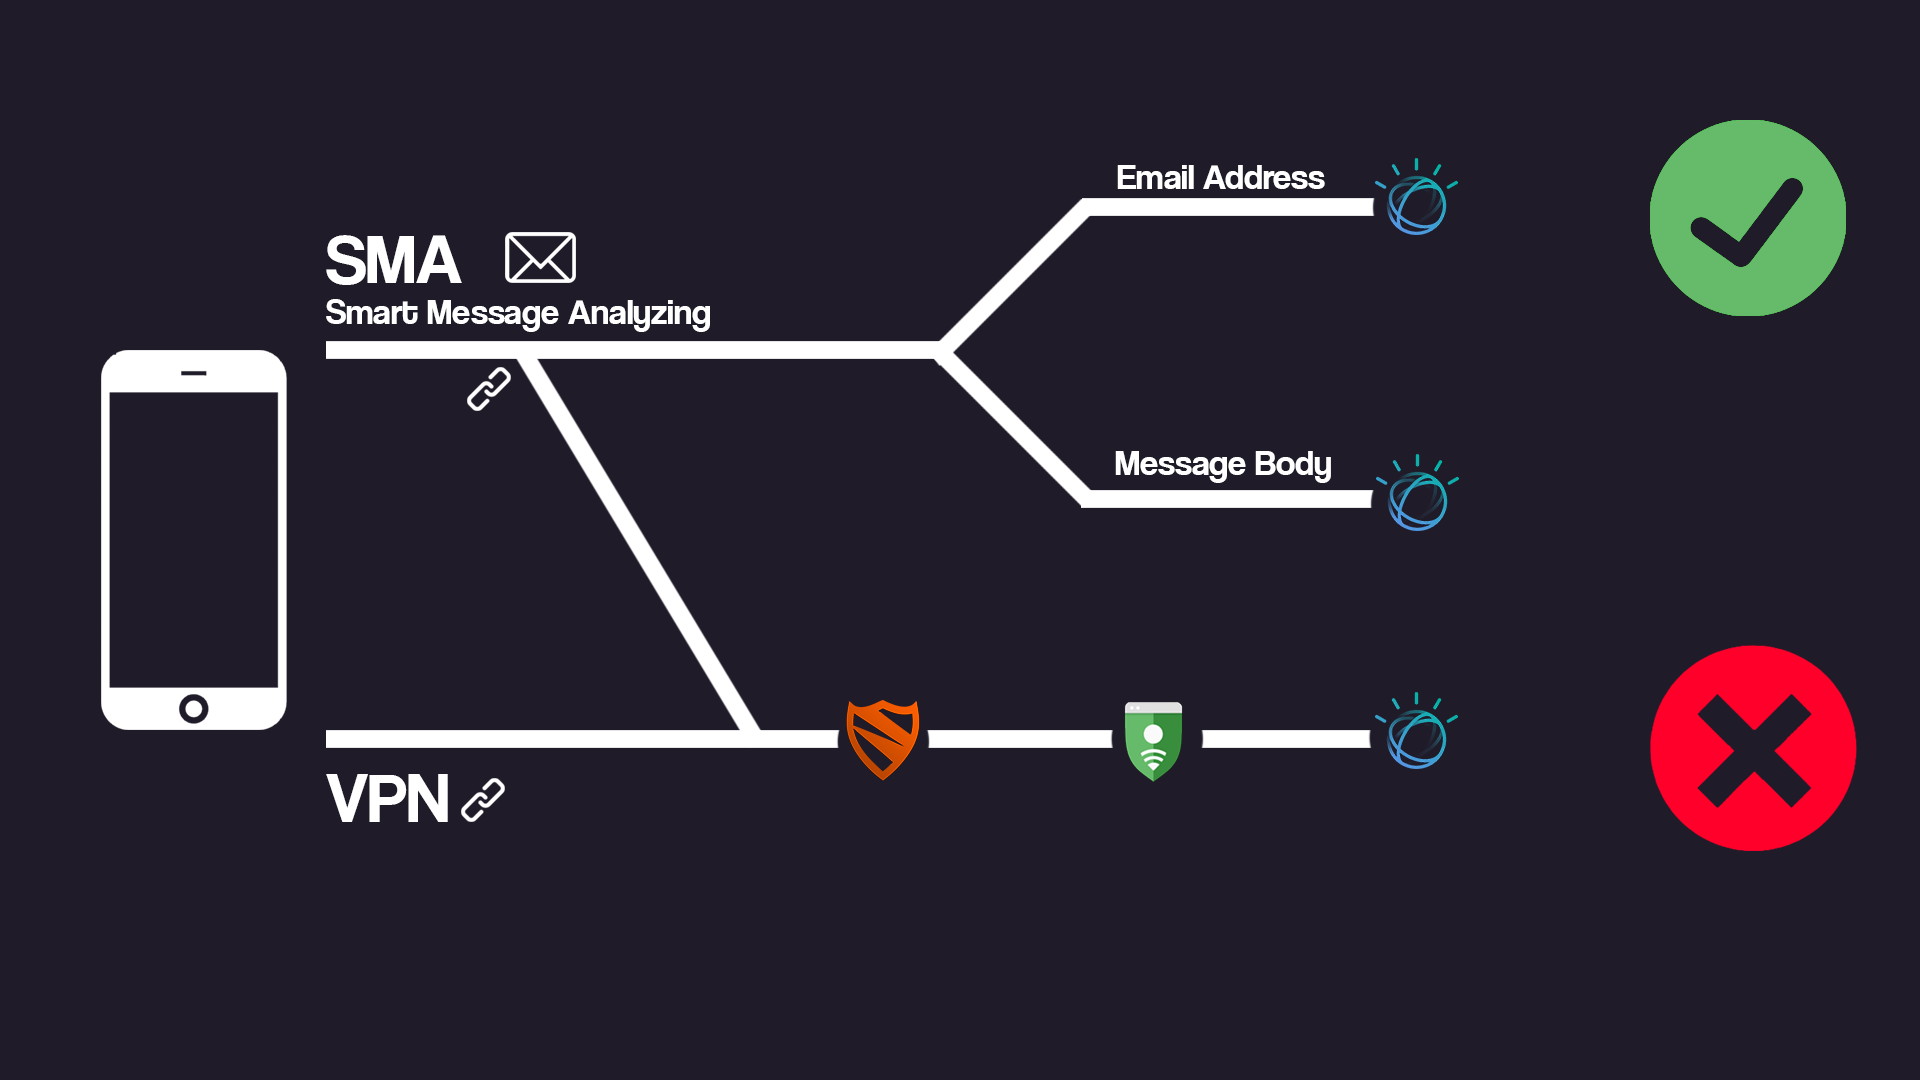 Email Address
SMA
Smart Message Analyzing
Message Body
VPN